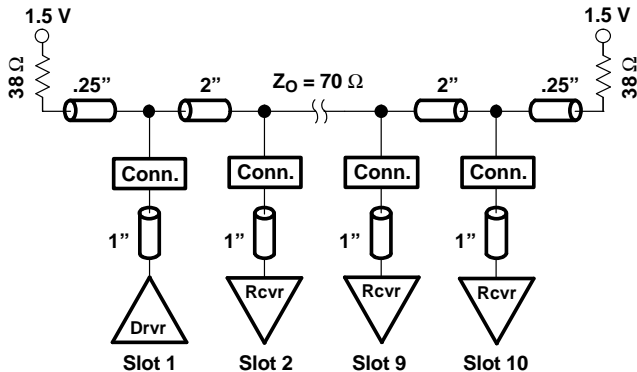 1.5 V
1.5 V
38 Ω
.25”
2”
Z_O = 70 Ω
2”
.25”
38 Ω
Conn.
Conn.
Conn.
Conn.
1”
1”
1”
1”
Drvr
Rcvr
Rcvr
Rcvr
Slot 1
Slot 2
Slot 9
Slot 10